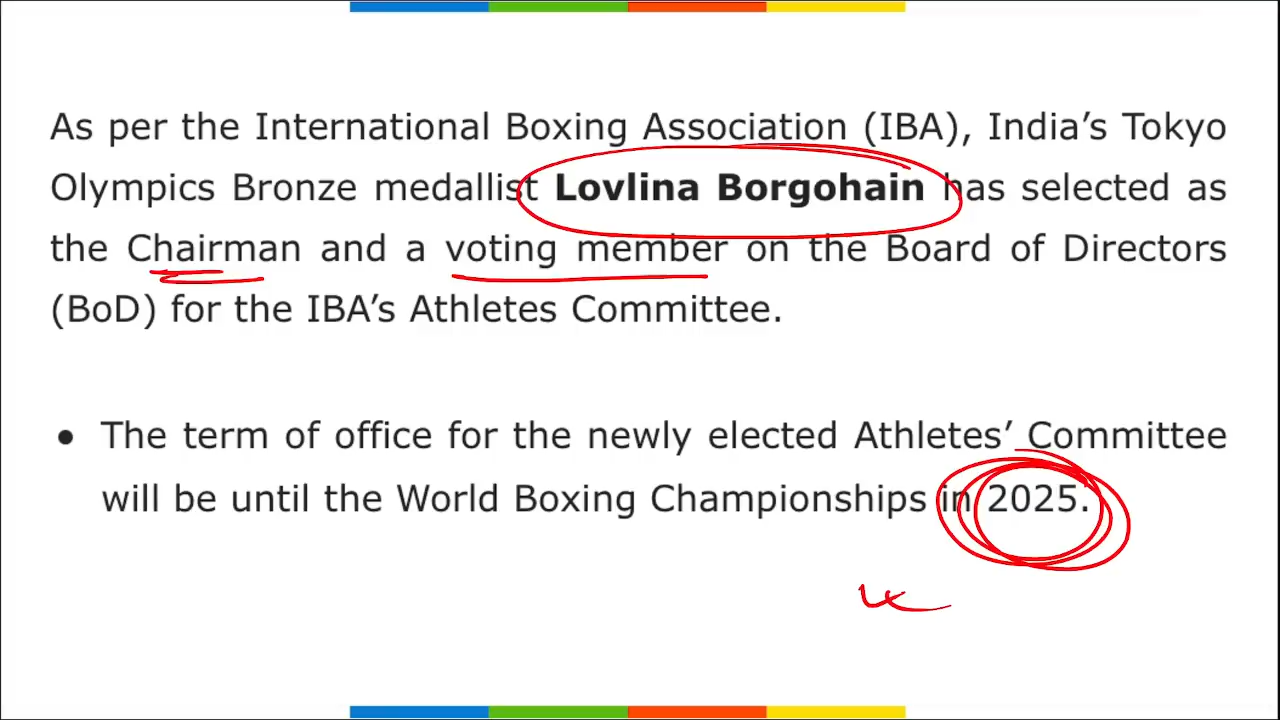 As per the International Boxing Association (IBA), India’s Tokyo
Olympics Bronze medallist Lovlina Borgohain has selected as
the Chairman and a voting member on the Board of Directors
(BoD) for the IBA’s Athletes Committee.
• The term of office for the newly elected Athletes’ Committee
will be until the World Boxing Championships in 2025.